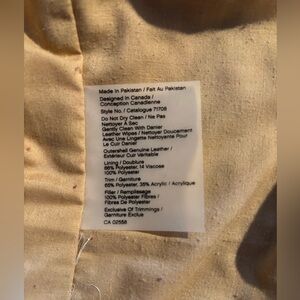 Made In Pakistan / Fait Au Pakistan
Designed In Canada /
Conception Canadienne
Style No. / Catalogue 71708
Do Not Dry Clean / Ne Pas
Nettoyer À Sec
Gently Clean With Danier
Leather Wipes / Nettoyer Doucement
Avec Une Lingette Nettoyante Pour
Le Cuir Danier
Outershell Genuine Leather /
Extérieur Cuir Véritable
Lining / Doublure
86% Polyester, 14 Viscose
100% Polyester
Trim / Garniture
65% Polyester, 35% Acrylic / Acrylique
Filler / Remplissage
100% Polyester Fibres /
Fibres De Polyester
Exclusive Of Trimmings /
Garniture Exclue
CA 02558